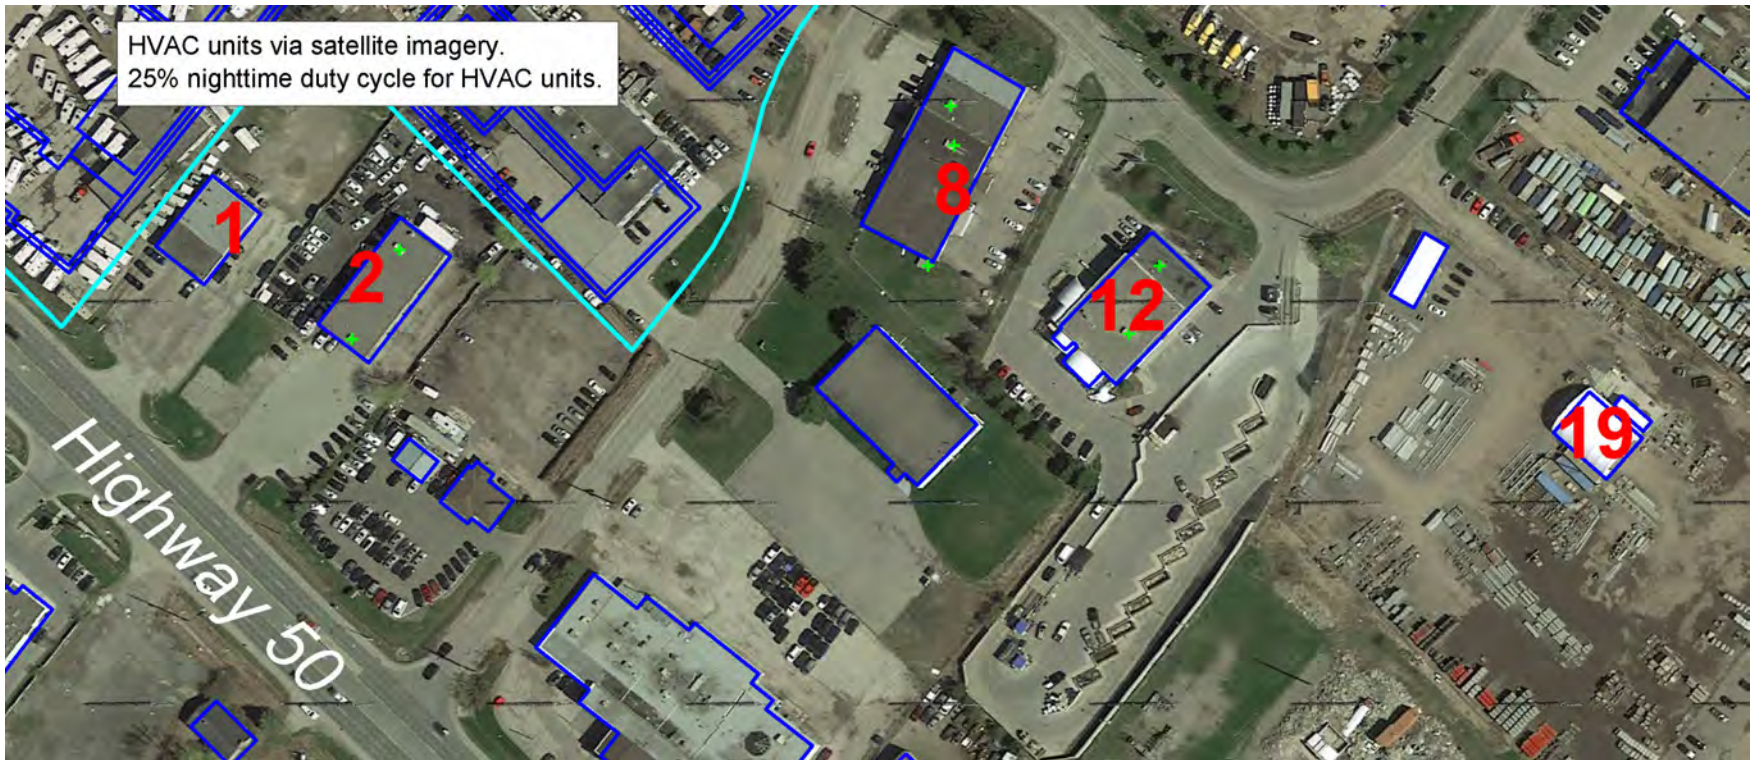 HVAC units via satellite imagery.
25% nighttime duty cycle for HVAC units.
1
2
8
12
19
Highway 50